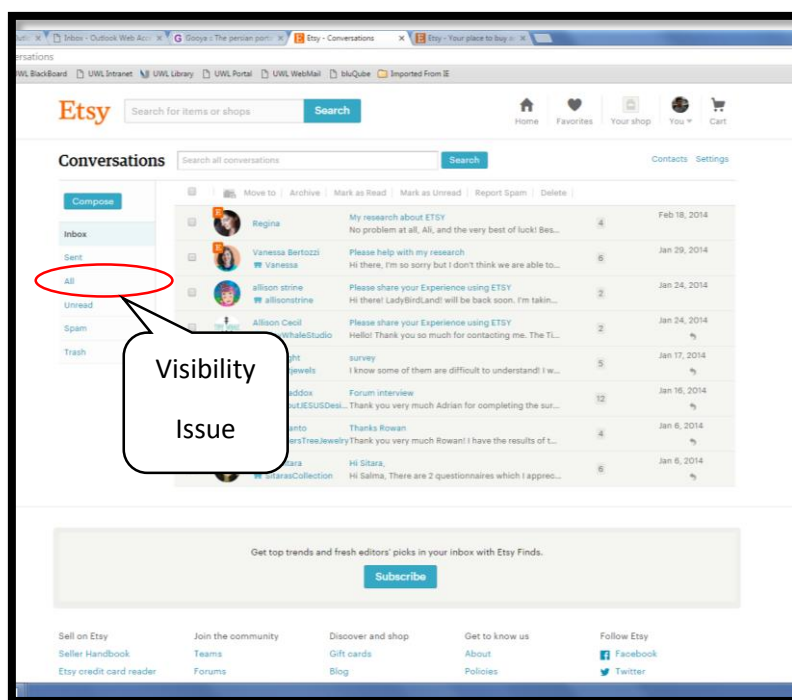 Inbox - Outlook Web Acc
Gooya : The persian port
Etsy - Conversations
Etsy - Your place to buy a
ersations
UWL BlackBoard UWL Intranet UWL Library UWL Portal UWL WebMail bluQube Imported From IE
Etsy Search for items or shops Search
Home Favorites Your shop You Cart
Conversations Search all conversations Search Contacts Settings
Compose
Inbox
Sent
All
Unread
Spam
Trash
Move to Archive Mark as Read Mark as Unread Report Spam Delete
Regina My research about ETSY 4 Feb 18, 2014
No problem at all, Ali, and the very best of luck! Bes...
Vanessa Bertozzi Please help with my research 6 Jan 29, 2014
Vanessa Hi there, I'm so sorry but I don't think we are able to...
allison strine Please share your Experience using ETSY 2 Jan 24, 2014
allisonstrine Hi there! LadyBirdLand! will be back soon. I'm takin...
Allison Cecil Please share your Experience using ETSY 2 Jan 24, 2014
WhaleStudio Hello! Thank you so much for contacting me. The Ti...
ght survey 5 Jan 17, 2014
jewels I know some of them are difficult to understand! I w...
addox Forum interview 12 Jan 16, 2014
outJESUSDesi... Thank you very much Adrian for completing the sur...
anto Thanks Rowan 4 Jan 6, 2014
ersTreeJewelry Thank you very much Rowan! I have the results of t...
tara Hi Sitara, 6 Jan 6, 2014
SitarasCollection Hi Salma, There are 2 questionnaires which I apprec...
Visibility
Issue
Get top trends and fresh editors' picks in your inbox with Etsy Finds.
Subscribe
Sell on Etsy Join the community Discover and shop Get to know us Follow Etsy
Seller Handbook Teams Gift cards About Facebook
Etsy credit card reader Forums Blog Policies Twitter